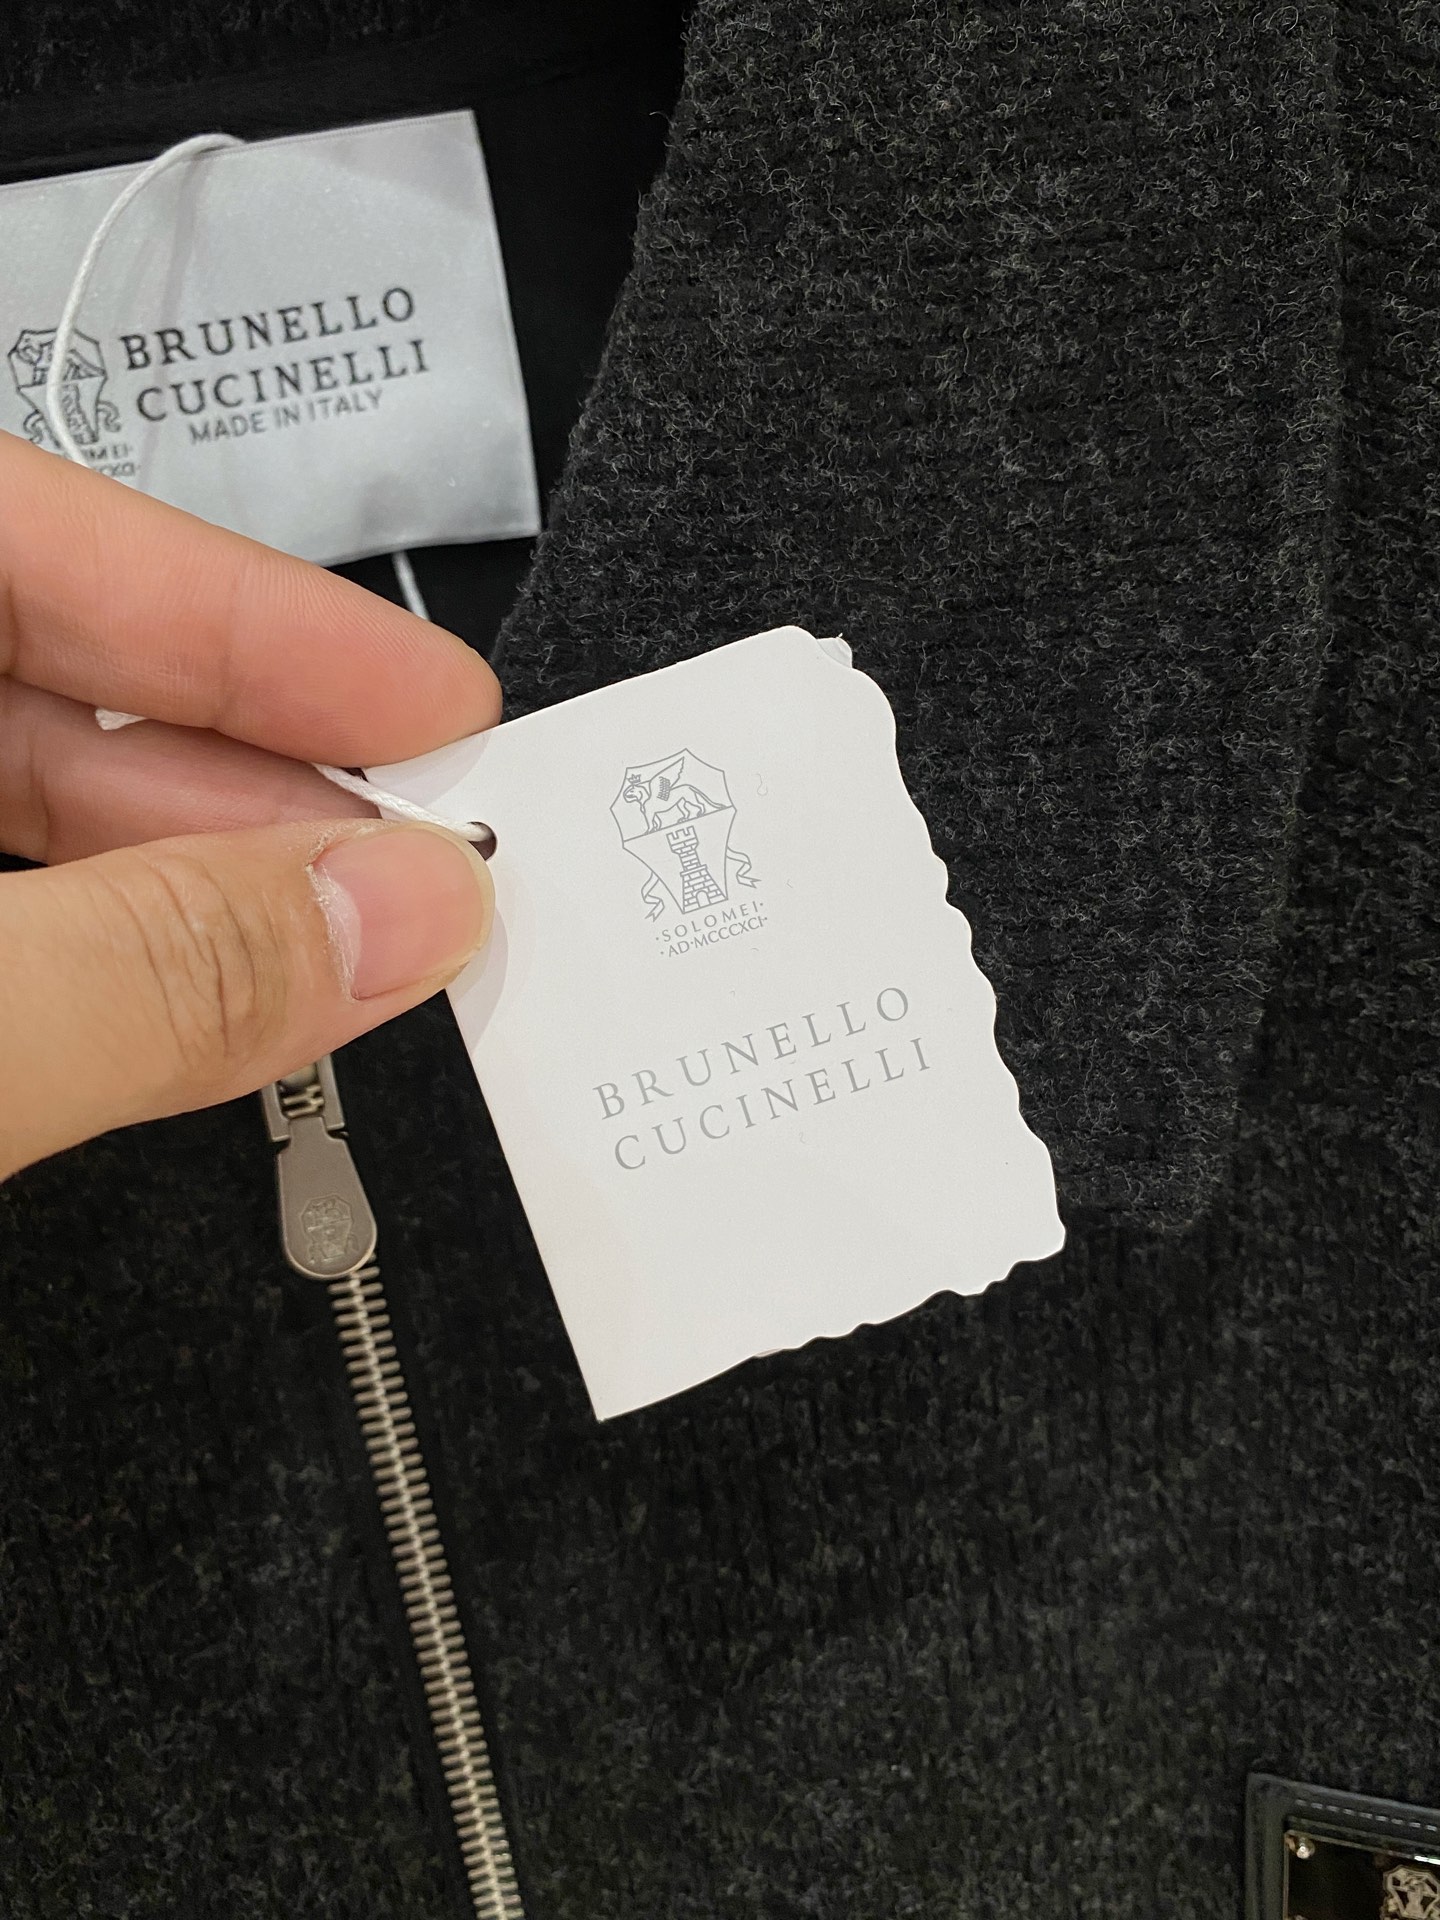 BRUNELLO
CUCINELLI
MADE IN ITALY
·SOLOMEI·
·AD·MCCCXCI·
BRUNELLO
CUCINELLI